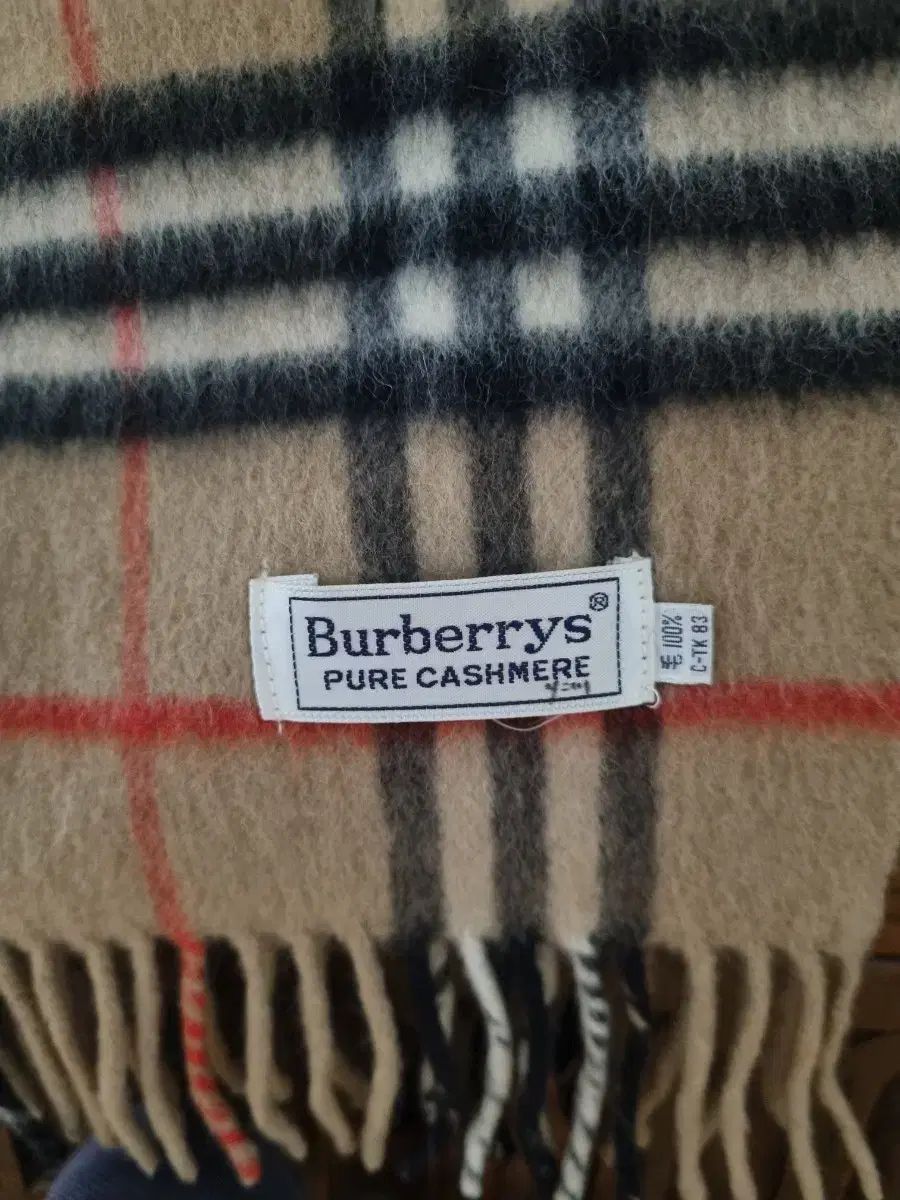 Burberrys®
PURE CASHMERE
毛 100%
C-TK 83